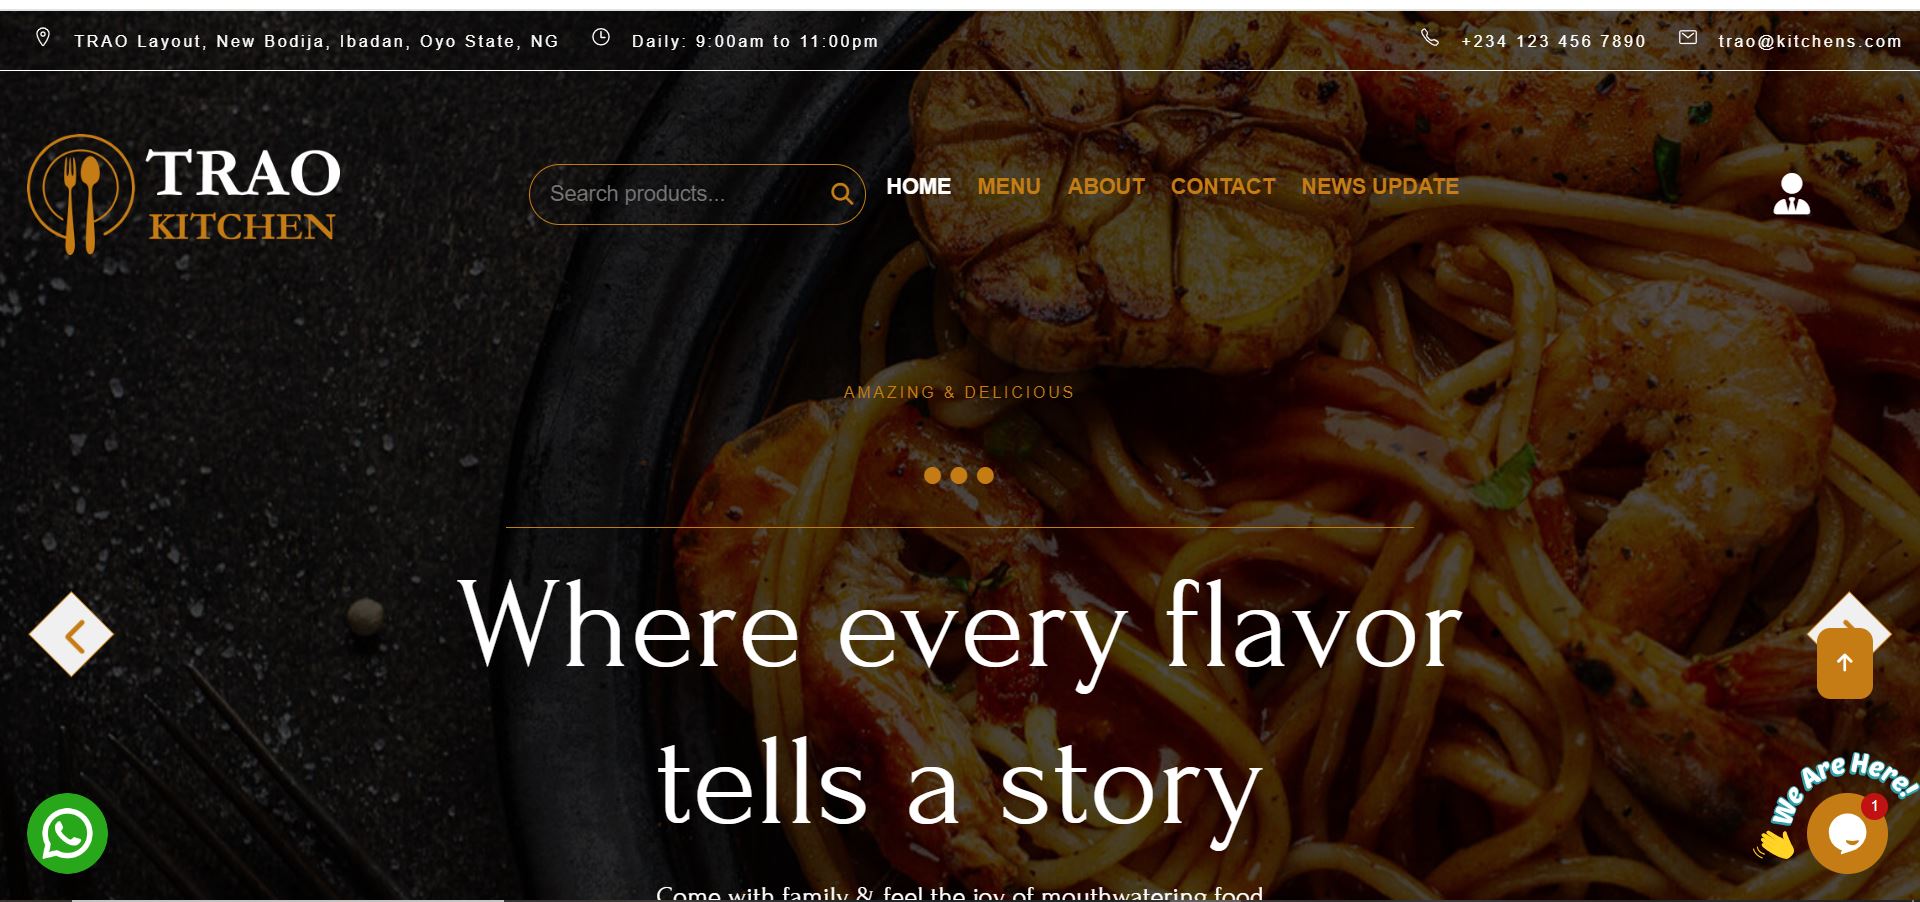 TRAO Layout, New Bodija, Ibadan, Oyo State, NG
Daily: 9:00am to 11:00pm
+234 123 456 7890
trao@kitchens.com
TRAO
KITCHEN
Search products...
HOME MENU ABOUT CONTACT NEWS UPDATE
AMAZING & DELICIOUS
Where every flavor
tells a story
We Are Here!
1
Come with family & feel the joy of mouthwatering food